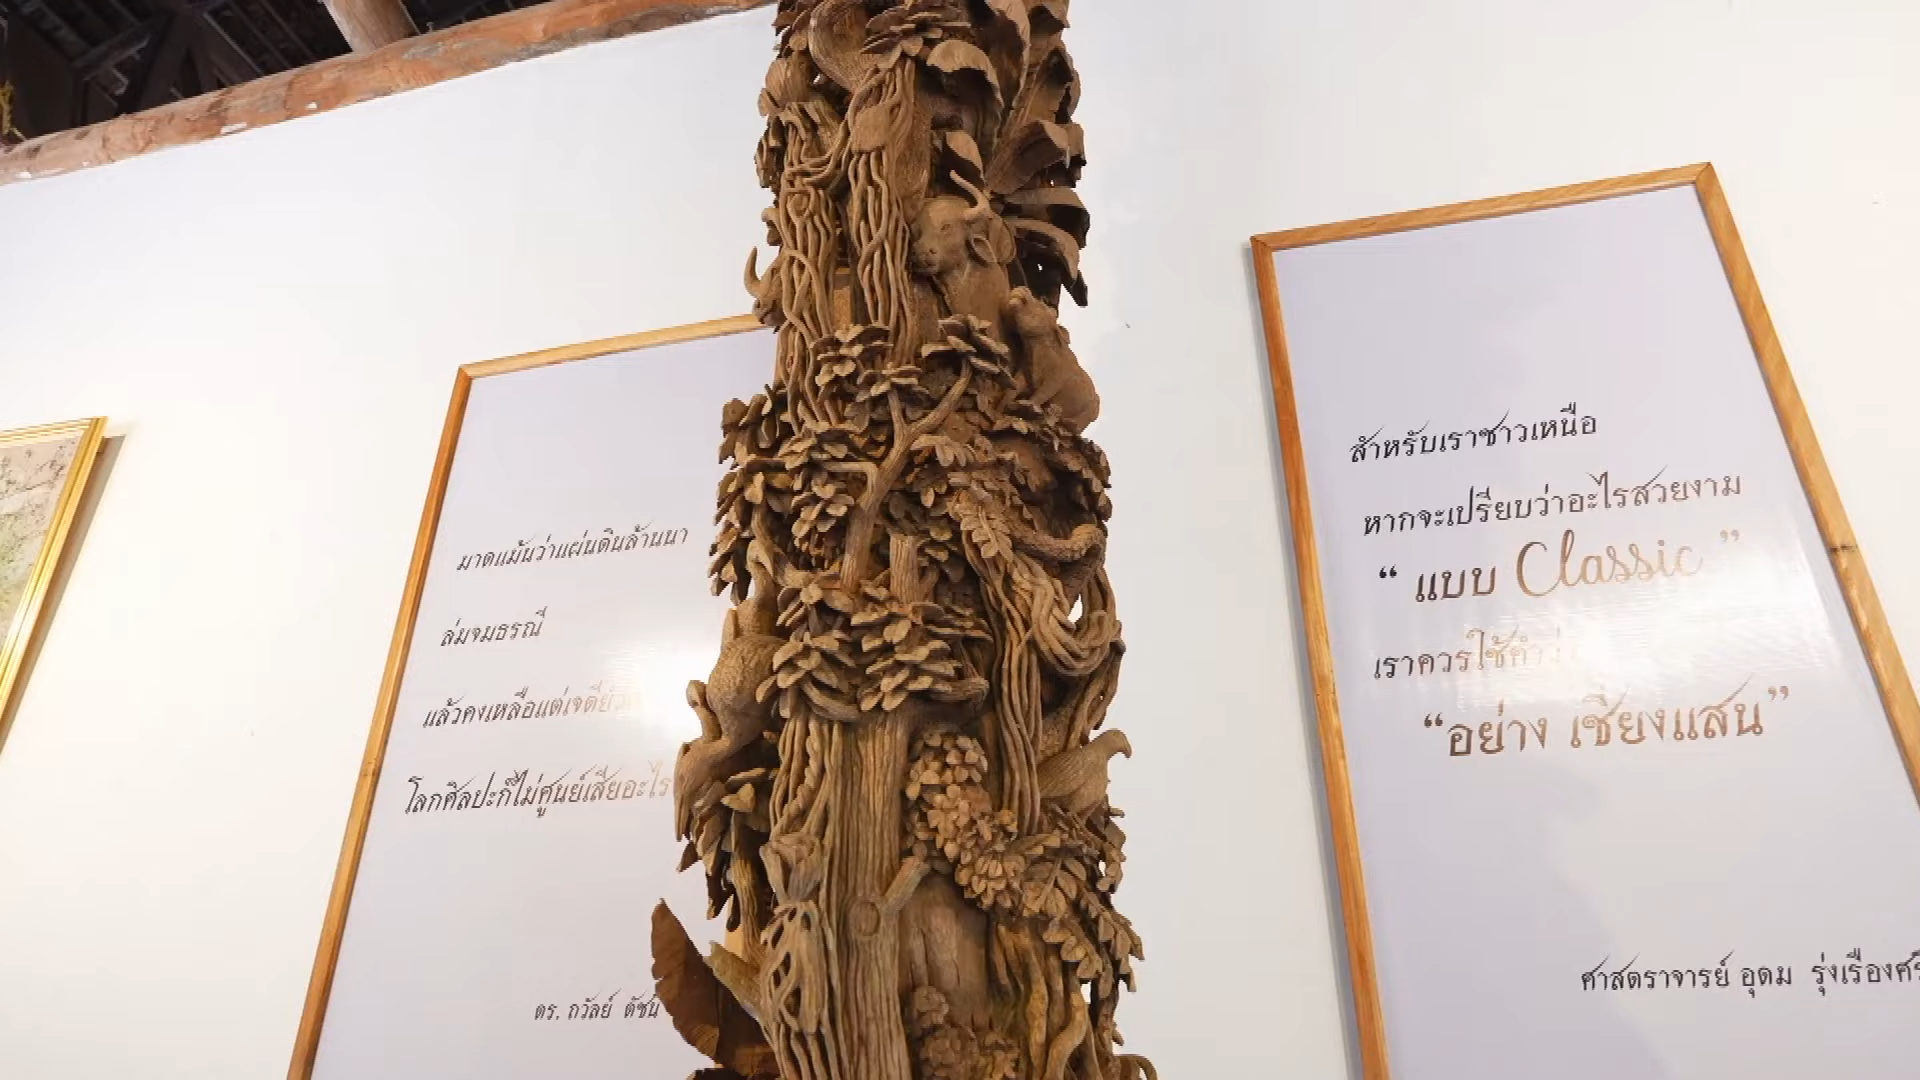 มาดแม้นว่าแผ่นดินล้านนา
ล่มจมธรณี
แล้วคงเหลือแต่เจดีย์
โลกศิลปะก็ไม่สูญเสียอะไร
ดร. ถวัลย์ ดัชนี
สำหรับเราชาวเหนือ
หากจะเปรียบว่าอะไรสวยงาม
“ แบบ Classic ”
เราควรใช้คำว่า
“อย่าง เชียงแสน”
ศาสตราจารย์ อุดม รุ่งเรืองศรี